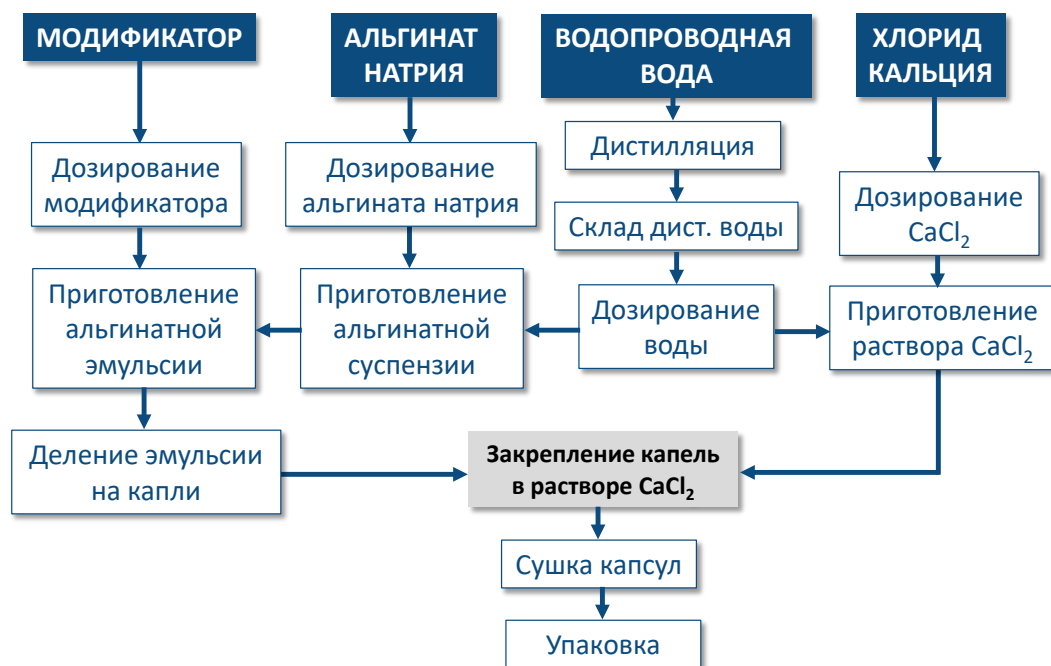 МОДИФИКАТОР
АЛЬГИНАТ
НАТРИЯ
ВОДОПРОВОДНАЯ
ВОДА
ХЛОРИД
КАЛЬЦИЯ
Дозирование
модификатора
Дозирование
альгината натрия
Дистилляция
Склад дист. воды
Дозирование
CaCl₂
Приготовление
альгинатной
эмульсии
Приготовление
альгинатной
суспензии
Дозирование
воды
Приготовление
раствора CaCl₂
Деление эмульсии
на капли
Закрепление капель
в растворе CaCl₂
Сушка капсул
Упаковка